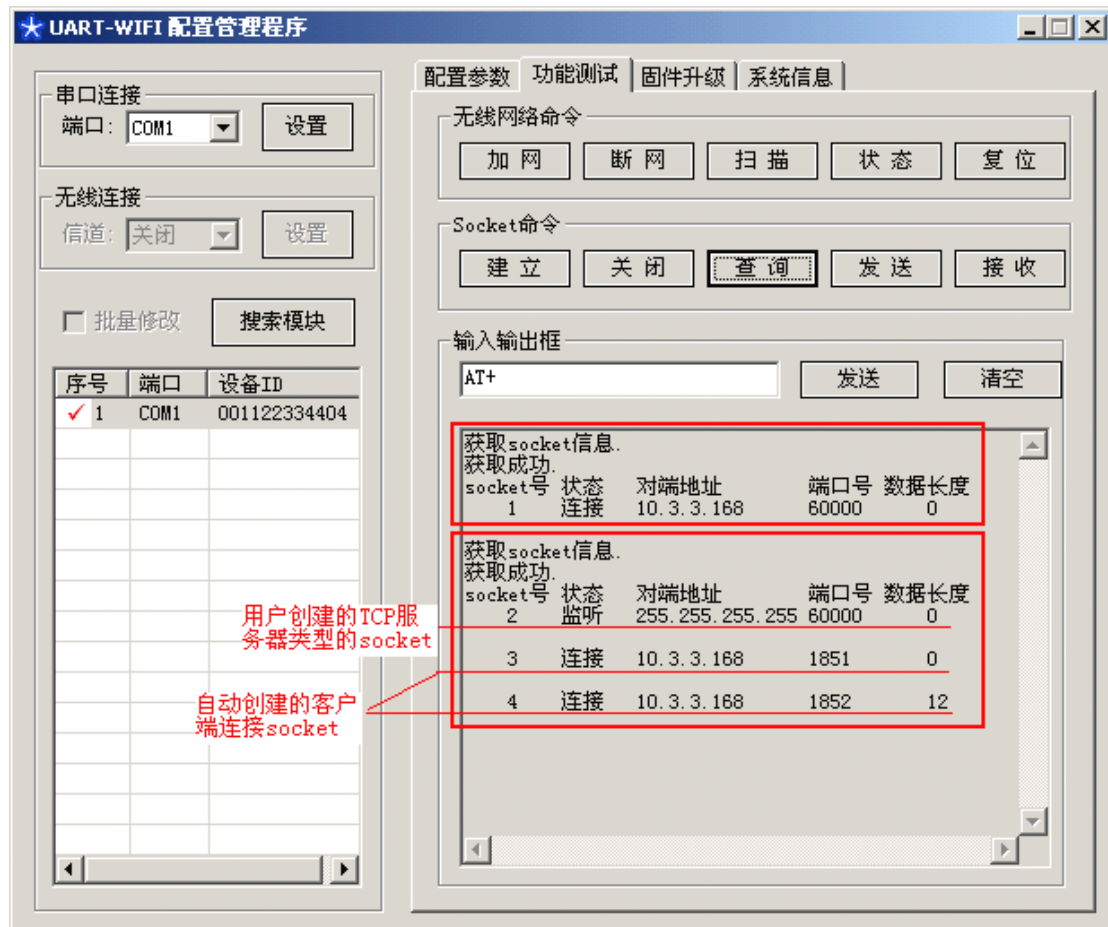 UART-WIFI 配置管理程序
串口连接
端口: COM1 设置
无线连接
信道: 关闭 设置
批量修改 搜索模块
序号 端口 设备ID
1 COM1 001122334404
配置参数 功能测试 固件升级 系统信息
无线网络命令
加 网 断 网 扫 描 状 态 复 位
Socket命令
建 立 关 闭 查 询 发 送 接 收
输入输出框
AT+ 发送 清空
获取socket信息.
获取成功.
socket号 状态 对端地址 端口号 数据长度
1 连接 10.3.3.168 60000 0
获取socket信息.
获取成功.
socket号 状态 对端地址 端口号 数据长度
2 监听 255.255.255.255 60000 0
3 连接 10.3.3.168 1851 0
4 连接 10.3.3.168 1852 12
用户创建的TCP服
务器类型的socket
自动创建的客户
端连接socket